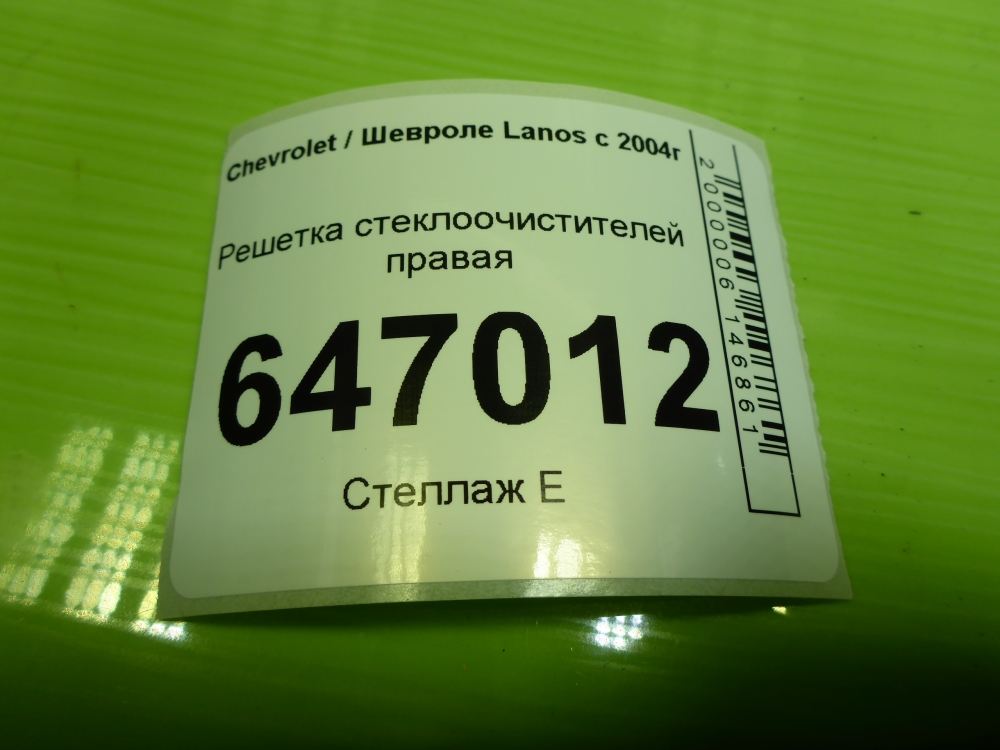 Chevrolet / Шевроле Lanos с 2004г
Решетка стеклоочистителей
правая
647012
Стеллаж Е
2000006146861